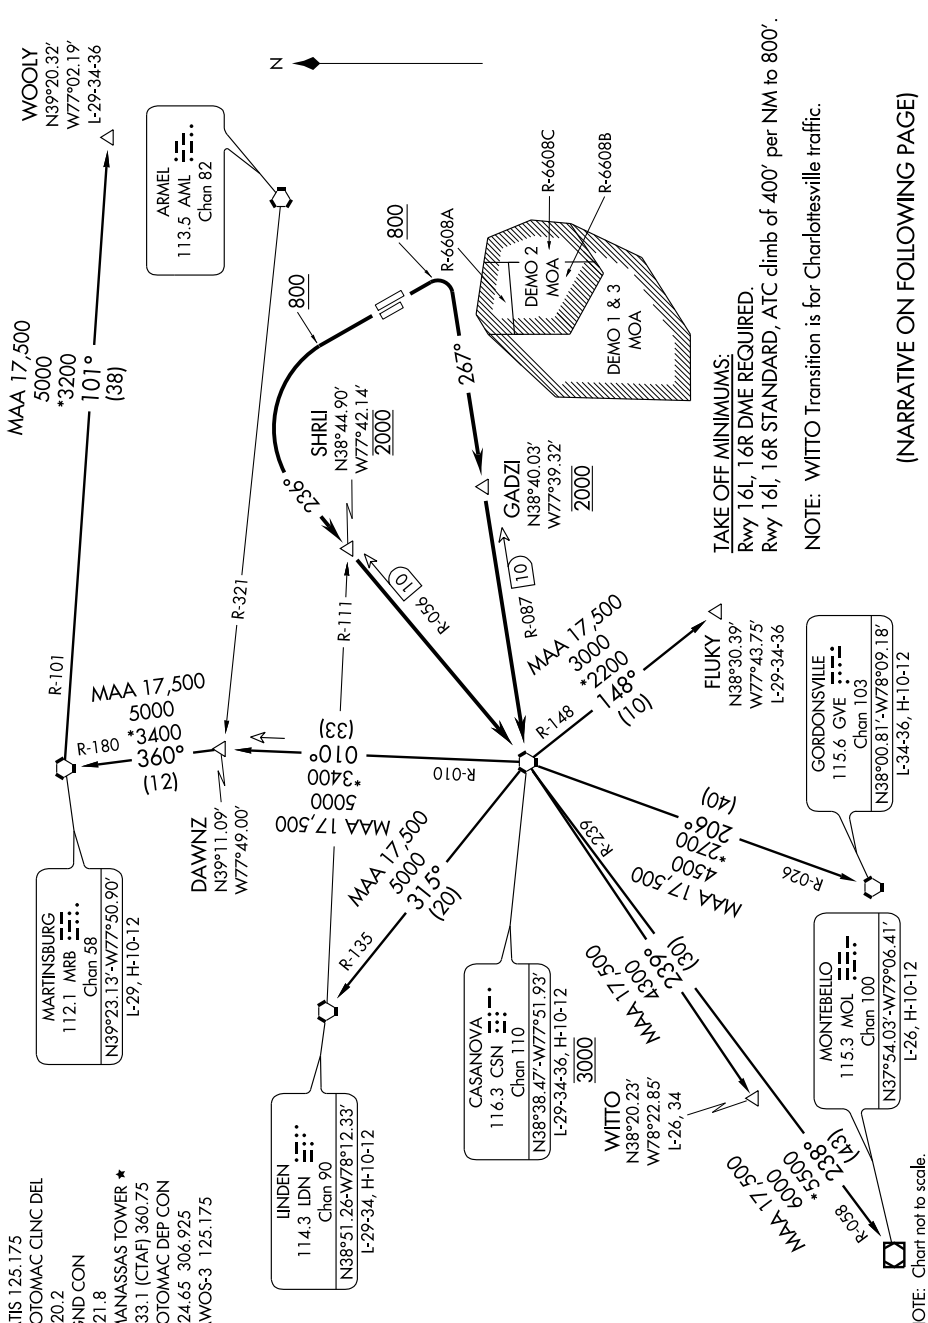 TIS 125.175
OTOMAC CLNC DEL
20.2
GND CON
21.8
MANASSAS TOWER ★
33.1 (CTAF) 360.75
OTOMAC DEP CON
24.65 306.925
AWOS-3 125.175
MARTINSBURG
112.1 MRB
Chan 58
N39°23.13'-W77°50.90'
L-29, H-10-12
R-101
MAA 17,500
5000
*3200
101°
(38)
WOOLY
N39°20.32'
W77°02.19'
L-29-34-36
ARMEL
113.5 AML
Chan 82
N
R-180
MAA 17,500
5000
*3400
360°
(12)
R-321
DAWNZ
N39°11.09'
W77°49.00'
LINDEN
114.3 LDN
Chan 90
N38°51.26-W78°12.33'
L-29-34, H-10-12
R-135
MAA 17,500
5000
315°
(20)
MAA 17,500
5000
*3400
010°
(33)
R-010
R-111
236°
800
SHRLI
N38°44.90'
W77°42.14'
2000
10
R-056
800
267°
GADZI
N38°40.03'
W77°39.32'
2000
10
R-087
R-6608A
R-6608C
R-6608B
DEMO 2
MOA
DEMO 1 & 3
MOA
CASANOVA
116.3 CSN
Chan 110
N38°38.47'-W77°51.93'
L-29-34-36, H-10-12
3000
R-148
MAA 17,500
3000
*2200
148°
(10)
FLUKY
N38°30.39'
W77°43.75'
L-29-34-36
R-239
MAA 17,500
4300
239°
(30)
WITTO
N38°20.23'
W78°22.85'
L-26, 34
MAA 17,500
4500
*2700
206°
(40)
R-026
GORDONSVILLE
115.6 GVE
Chan 103
N38°00.81'-W78°09.18'
L-34-36, H-10-12
MAA 17,500
6000
*5500
238°
(43)
R-058
MONTEBELLO
115.3 MOL
Chan 100
N37°54.03'-W79°06.41'
L-26, H-10-12
TAKE OFF MINIMUMS:
Rwy 16L, 16R DME REQUIRED.
Rwy 16l, 16R STANDARD, ATC climb of 400' per NM to 800'.
NOTE: WITTO Transition is for Charlottesville traffic.
(NARRATIVE ON FOLLOWING PAGE)
OTE: Chart not to scale.